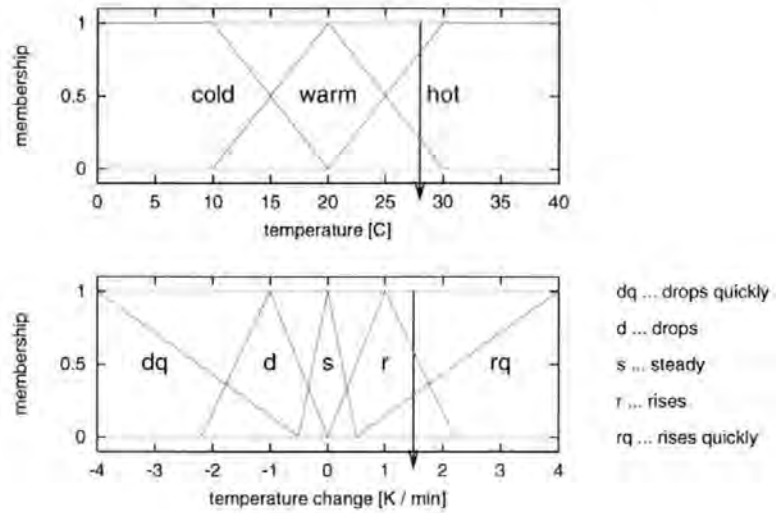 1
membership
0.5
cold
warm
hot
0
0 5 10 15 20 25 30 35 40
temperature [C]
1
membership
0.5
dq
d
s
r
rq
0
-4 -3 -2 -1 0 1 2 3 4
temperature change [K / min]
dq ... drops quickly
d ... drops
s ... steady
r ... rises
rq ... rises quickly